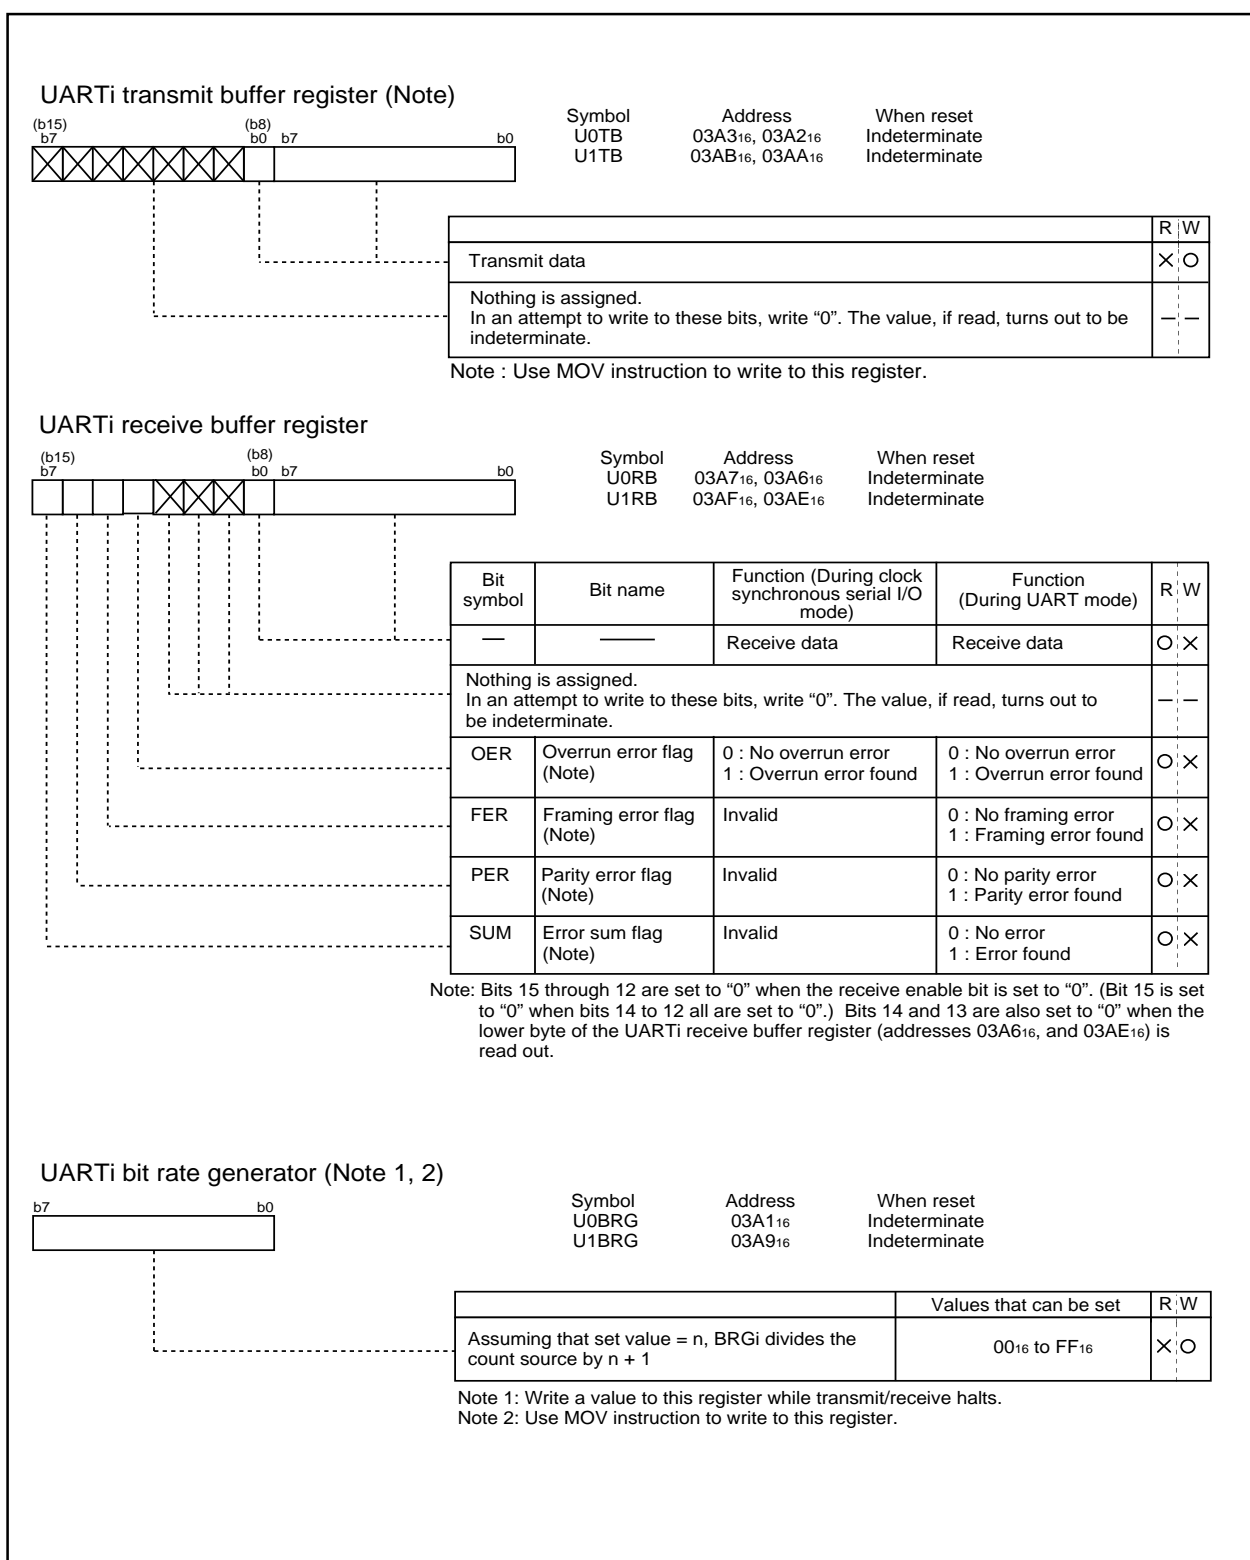 UARTi transmit buffer register (Note)
(b15) (b8)
b7 b0 b7 b0
Symbol Address When reset
U0TB 03A316, 03A216 Indeterminate
U1TB 03AB16, 03AA16 Indeterminate
R W
Transmit data × ○
Nothing is assigned.
In an attempt to write to these bits, write “0”. The value, if read, turns out to be — —
indeterminate.
Note : Use MOV instruction to write to this register.
UARTi receive buffer register
(b15) (b8)
b7 b0 b7 b0
Symbol Address When reset
U0RB 03A716, 03A616 Indeterminate
U1RB 03AF16, 03AE16 Indeterminate
Bit symbol Bit name Function (During clock synchronous serial I/O mode) Function (During UART mode) R W
— — Receive data Receive data ○ ×
Nothing is assigned.
In an attempt to write to these bits, write “0”. The value, if read, turns out to — —
be indeterminate.
OER Overrun error flag 0 : No overrun error 0 : No overrun error ○ ×
(Note) 1 : Overrun error found 1 : Overrun error found
FER Framing error flag Invalid 0 : No framing error ○ ×
(Note) 1 : Framing error found
PER Parity error flag Invalid 0 : No parity error ○ ×
(Note) 1 : Parity error found
SUM Error sum flag Invalid 0 : No error ○ ×
(Note) 1 : Error found
Note: Bits 15 through 12 are set to “0” when the receive enable bit is set to “0”. (Bit 15 is set
to “0” when bits 14 to 12 all are set to “0”.) Bits 14 and 13 are also set to “0” when the
lower byte of the UARTi receive buffer register (addresses 03A616, and 03AE16) is
read out.
UARTi bit rate generator (Note 1, 2)
b7 b0
Symbol Address When reset
U0BRG 03A116 Indeterminate
U1BRG 03A916 Indeterminate
Values that can be set R W
Assuming that set value = n, BRGi divides the 0016 to FF16 × ○
count source by n + 1
Note 1: Write a value to this register while transmit/receive halts.
Note 2: Use MOV instruction to write to this register.